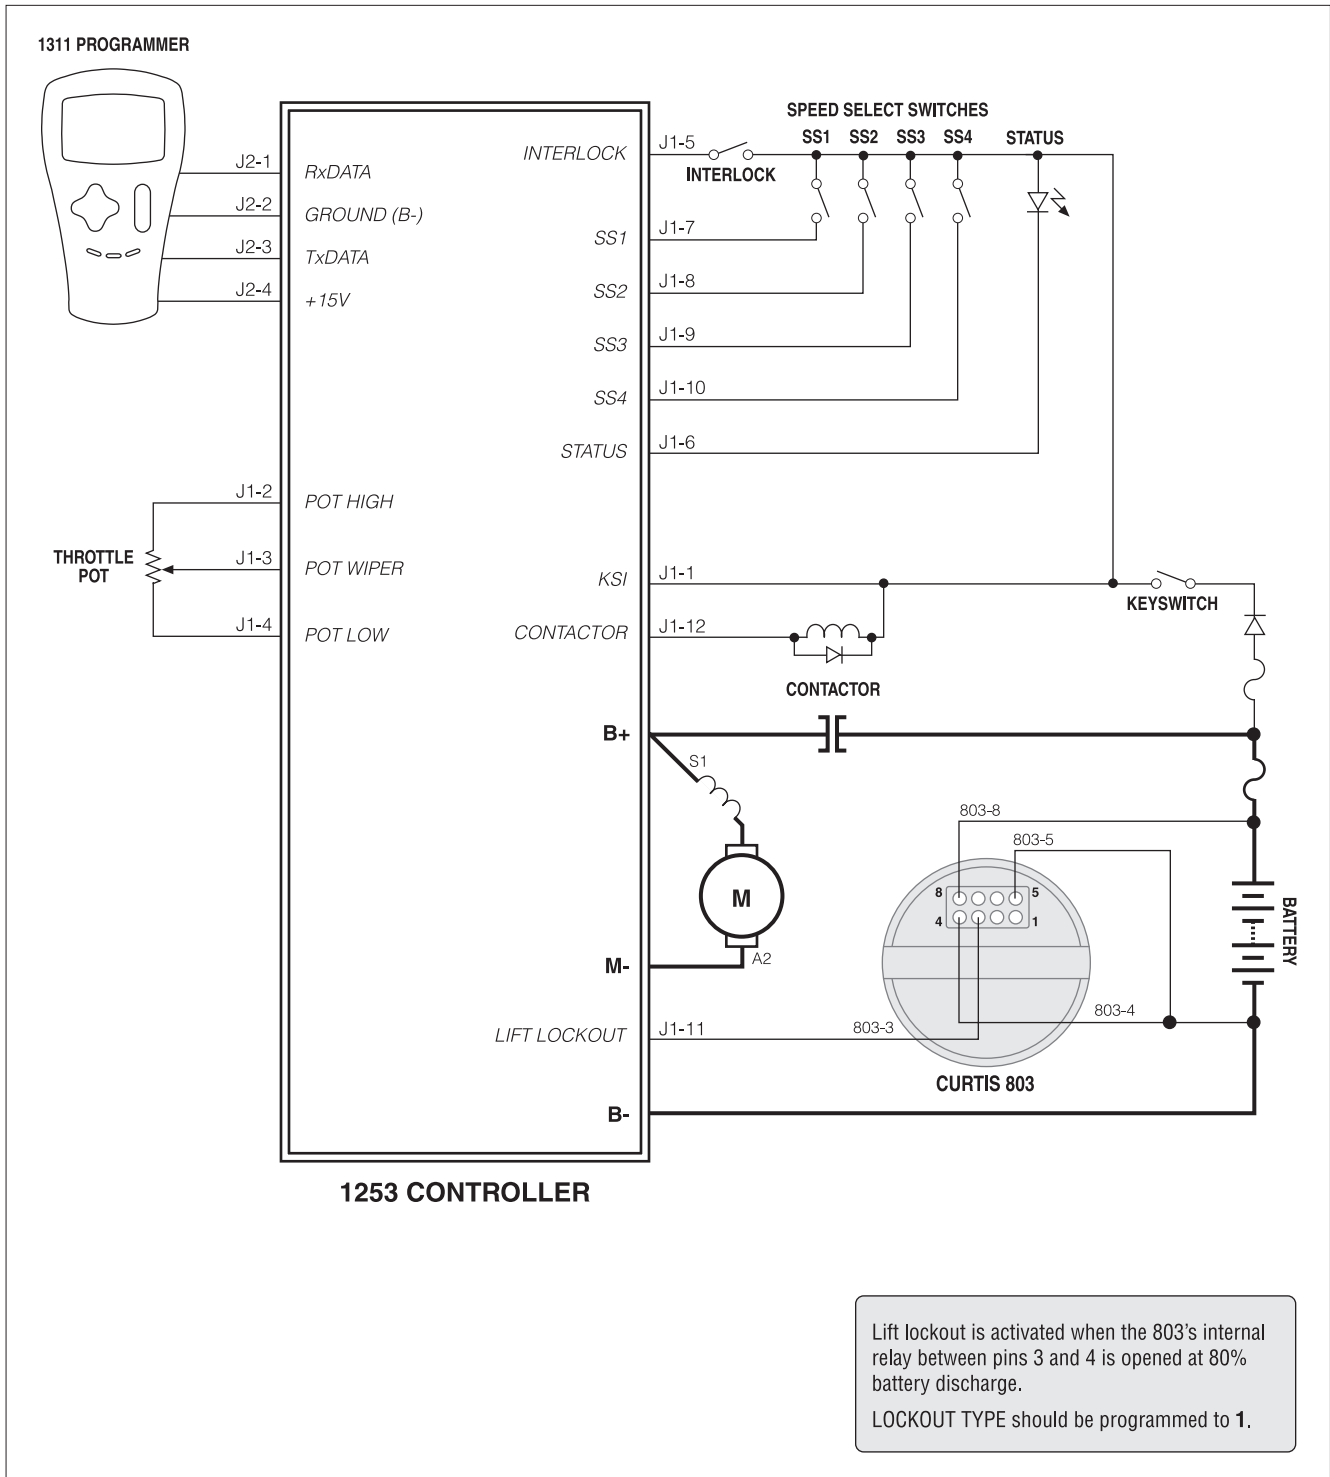 1311 PROGRAMMER
J2-1
RxDATA
J2-2
GROUND (B-)
J2-3
TxDATA
J2-4
+15V
J1-2
POT HIGH
THROTTLE
POT
J1-3
POT WIPER
J1-4
POT LOW
SPEED SELECT SWITCHES
SS1 SS2 SS3 SS4
STATUS
INTERLOCK
J1-5
INTERLOCK
SS1
J1-7
SS2
J1-8
SS3
J1-9
SS4
J1-10
STATUS
J1-6
KSI
J1-1
KEYSWITCH
CONTACTOR
J1-12
CONTACTOR
B+
S1
M
A2
M-
803-8
803-5
8
5
4
1
BATTERY
803-4
LIFT LOCKOUT
J1-11
803-3
CURTIS 803
B-
1253 CONTROLLER
Lift lockout is activated when the 803's internal
relay between pins 3 and 4 is opened at 80%
battery discharge.
LOCKOUT TYPE should be programmed to 1.